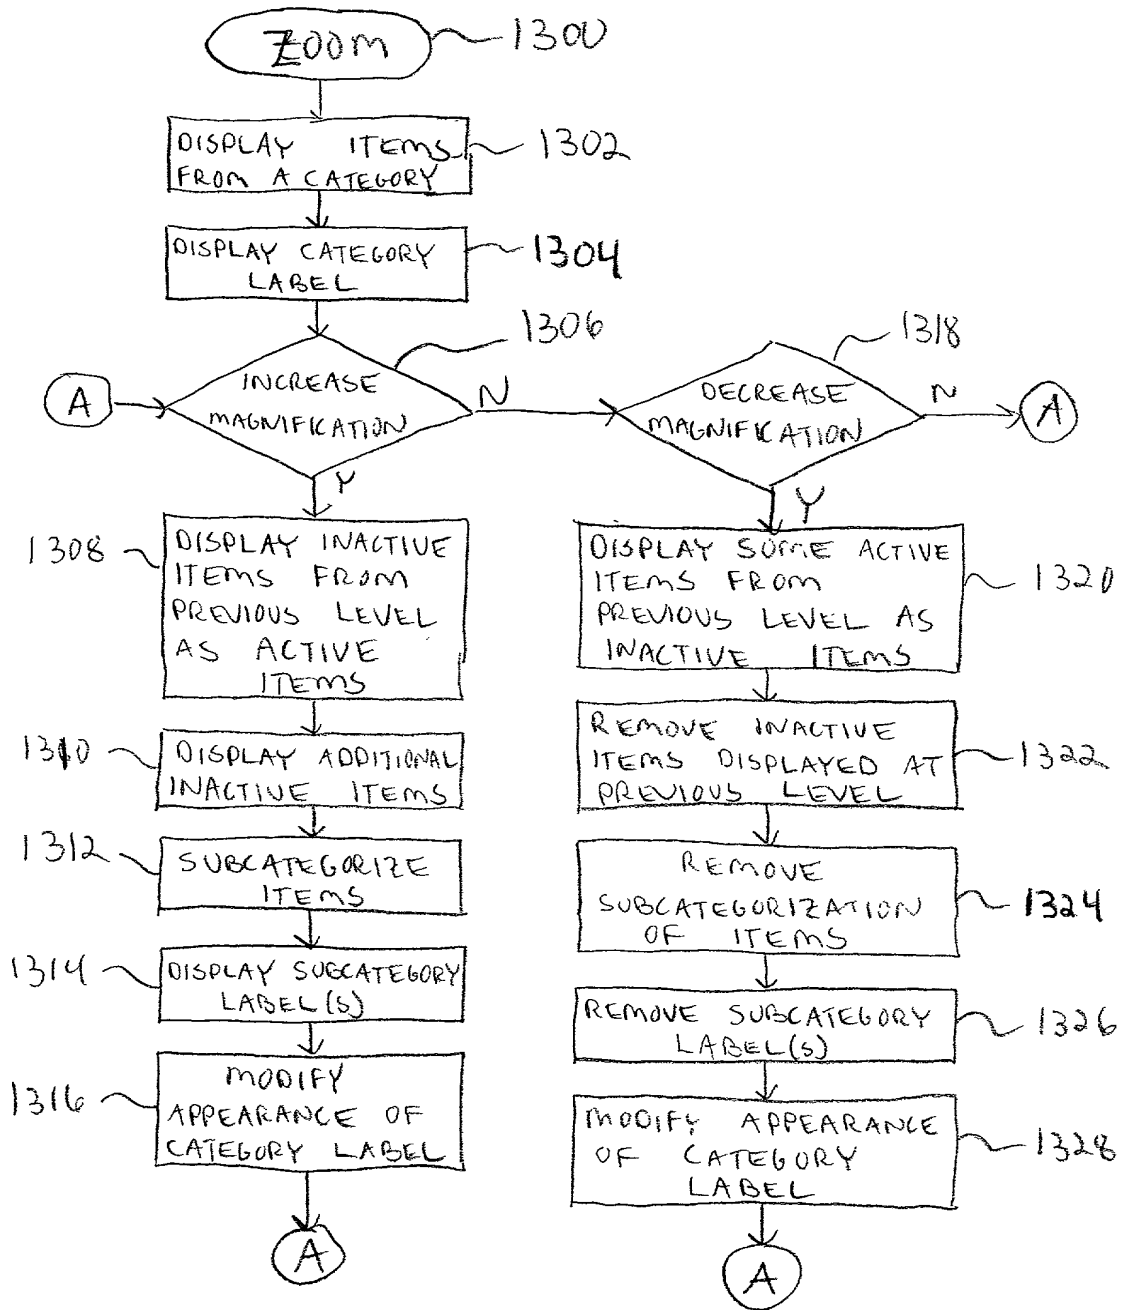 ZOOM
1300
DISPLAY ITEMS
FROM A CATEGORY
1302
DISPLAY CATEGORY
LABEL
1304
A
INCREASE
MAGNIFICATION
1306
N
Y
DECREASE
MAGNIFICATION
1318
N
A
Y
1308
DISPLAY INACTIVE
ITEMS FROM
PREVIOUS LEVEL
AS ACTIVE
ITEMS
1310
DISPLAY ADDITIONAL
INACTIVE ITEMS
1312
SUBCATEGORIZE
ITEMS
1314
DISPLAY SUBCATEGORY
LABEL(S)
1316
MODIFY
APPEARANCE OF
CATEGORY LABEL
A
DISPLAY SOME ACTIVE
ITEMS FROM
PREVIOUS LEVEL AS
INACTIVE ITEMS
1320
REMOVE INACTIVE
ITEMS DISPLAYED AT
PREVIOUS LEVEL
1322
REMOVE
SUBCATEGORIZATION
OF ITEMS
1324
REMOVE SUBCATEGORY
LABEL(S)
1326
MODIFY APPEARANCE
OF CATEGORY
LABEL
1328
A